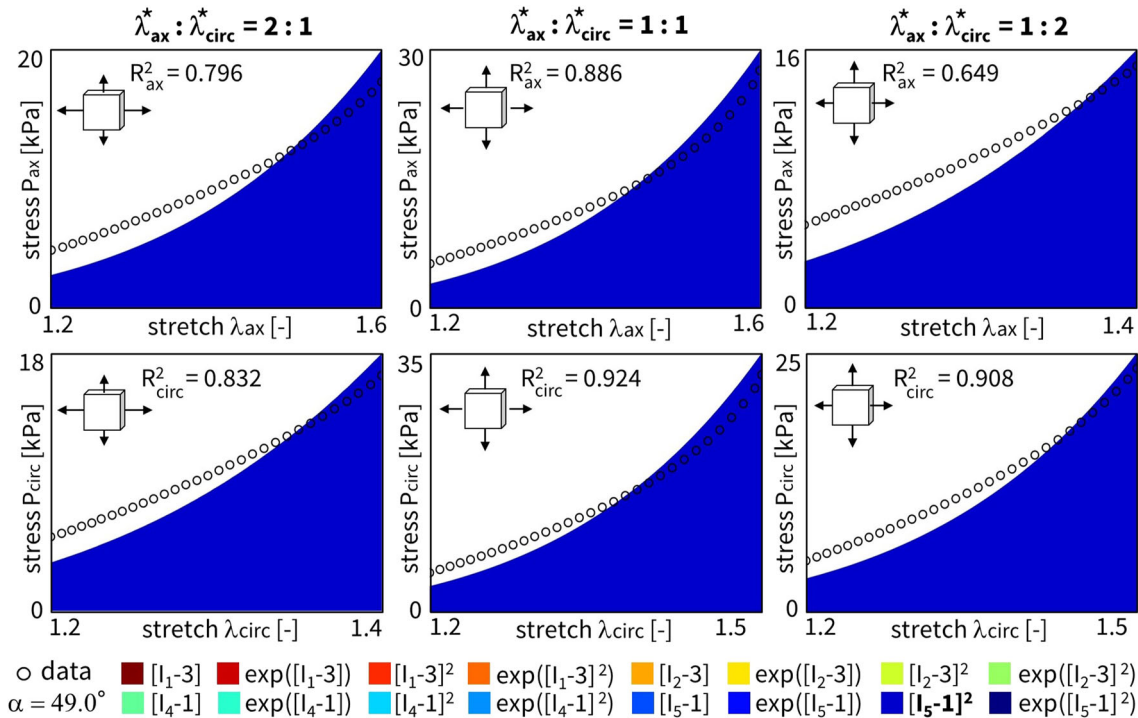 λ*ax : λ*circ = 2 : 1
λ*ax : λ*circ = 1 : 1
λ*ax : λ*circ = 1 : 2
20
R²ax = 0.796
stress Pax [kPa]
0
1.2
stretch λax [-]
1.6
30
R²ax = 0.886
stress Pax [kPa]
0
1.2
stretch λax [-]
1.6
16
R²ax = 0.649
stress Pax [kPa]
0
1.2
stretch λax [-]
1.4
18
R²circ = 0.832
stress Pcirc [kPa]
0
1.2
stretch λcirc [-]
1.4
35
R²circ = 0.924
stress Pcirc [kPa]
0
1.2
stretch λcirc [-]
1.5
25
R²circ = 0.908
stress Pcirc [kPa]
0
1.2
stretch λcirc [-]
1.5
data [I₁-3] exp([I₁-3]) [I₁-3]² exp([I₁-3]²) [I₂-3] exp([I₂-3]) [I₂-3]² exp([I₂-3]²)
α = 49.0° [I₄-1] exp([I₄-1]) [I₄-1]² exp([I₄-1]²) [I₅-1] exp([I₅-1]) [I₅-1]² exp([I₅-1]²)